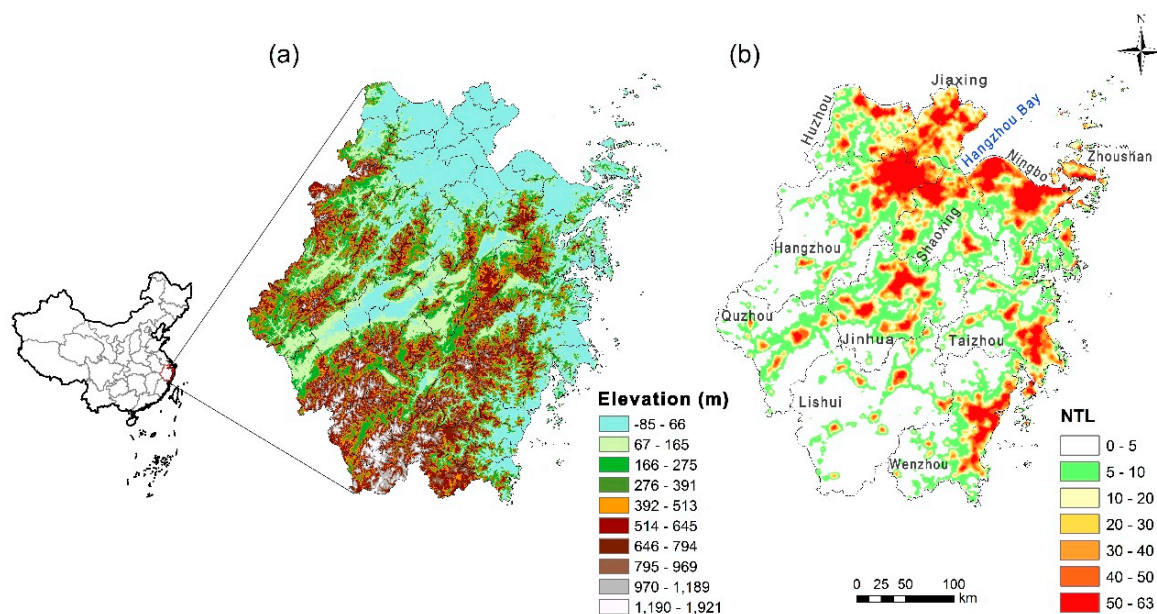 (a)
Elevation (m)
-85 - 66
67 - 165
166 - 275
276 - 391
392 - 513
514 - 645
646 - 794
795 - 969
970 - 1,189
1,190 - 1,921
(b)
N
Jiaxing
Huzhou
Hangzhou Bay
Ningbo
Zhoushan
Shaoxing
Hangzhou
Quzhou
Jinhua
Taizhou
Lishui
Wenzhou
NTL
0 - 5
5 - 10
10 - 20
20 - 30
30 - 40
40 - 50
50 - 63
0 25 50 100
km